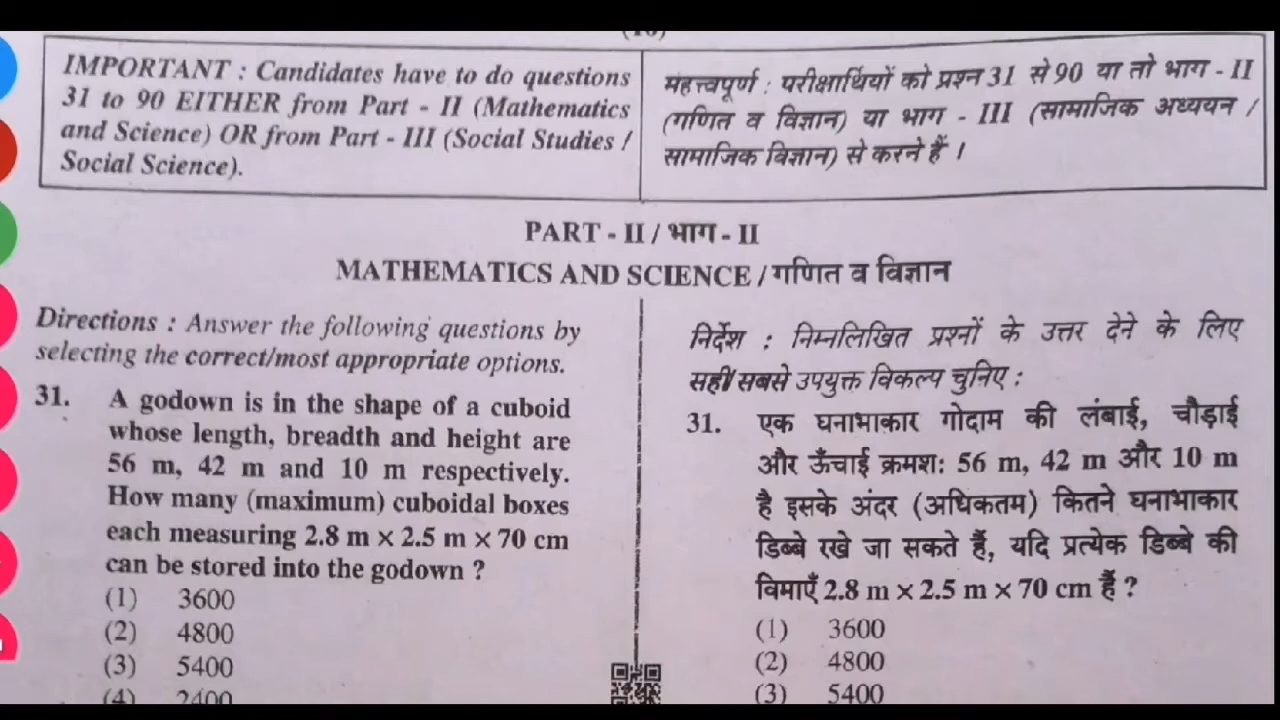 (16)
IMPORTANT : Candidates have to do questions
31 to 90 EITHER from Part - II (Mathematics
and Science) OR from Part - III (Social Studies /
Social Science).
महत्त्वपूर्ण : परीक्षार्थियों को प्रश्न 31 से 90 या तो भाग - II
(गणित व विज्ञान) या भाग - III (सामाजिक अध्ययन /
सामाजिक विज्ञान) से करने हैं ।
PART - II / भाग - II
MATHEMATICS AND SCIENCE / गणित व विज्ञान
Directions : Answer the following questions by
selecting the correct/most appropriate options.
31. A godown is in the shape of a cuboid
whose length, breadth and height are
56 m, 42 m and 10 m respectively.
How many (maximum) cuboidal boxes
each measuring 2.8 m × 2.5 m × 70 cm
can be stored into the godown ?
(1) 3600
(2) 4800
(3) 5400
(4) 2400
निर्देश : निम्नलिखित प्रश्नों के उत्तर देने के लिए
सही/सबसे उपयुक्त विकल्प चुनिए :
31. एक घनाभाकार गोदाम की लंबाई, चौड़ाई
और ऊँचाई क्रमशः 56 m, 42 m और 10 m
है इसके अंदर (अधिकतम) कितने घनाभाकार
डिब्बे रखे जा सकते हैं, यदि प्रत्येक डिब्बे की
विमाएँ 2.8 m × 2.5 m × 70 cm हैं ?
(1) 3600
(2) 4800
(3) 5400